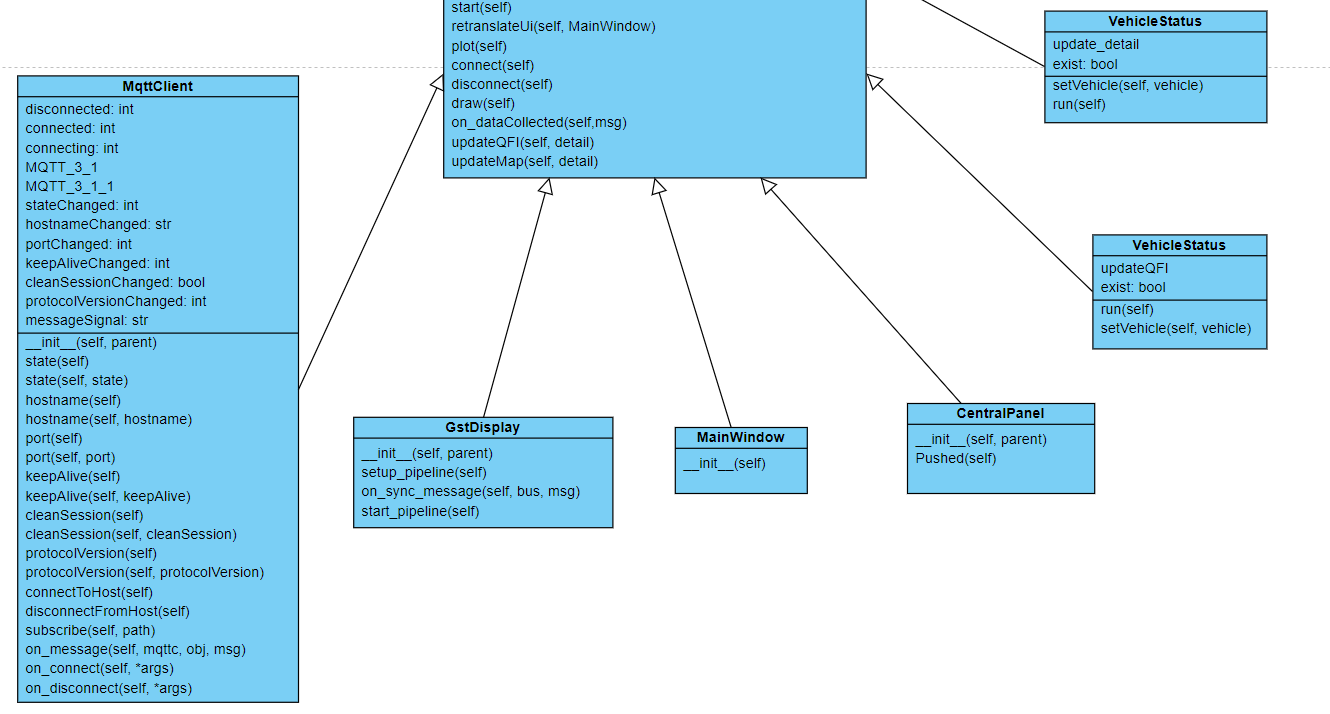 start(self)
retranslateUi(self, MainWindow)
plot(self)
connect(self)
disconnect(self)
draw(self)
on_dataCollected(self,msg)
updateQFI(self, detail)
updateMap(self, detail)
VehicleStatus
update_detail
exist: bool
setVehicle(self, vehicle)
run(self)
MqttClient
disconnected: int
connected: int
connecting: int
MQTT_3_1
MQTT_3_1_1
stateChanged: int
hostnameChanged: str
portChanged: int
keepAliveChanged: int
cleanSessionChanged: bool
protocolVersionChanged: int
messageSignal: str
__init__(self, parent)
state(self)
state(self, state)
hostname(self)
hostname(self, hostname)
port(self)
port(self, port)
keepAlive(self)
keepAlive(self, keepAlive)
cleanSession(self)
cleanSession(self, cleanSession)
protocolVersion(self)
protocolVersion(self, protocolVersion)
connectToHost(self)
disconnectFromHost(self)
subscribe(self, path)
on_message(self, mqttc, obj, msg)
on_connect(self, *args)
on_disconnect(self, *args)
VehicleStatus
updateQFI
exist: bool
run(self)
setVehicle(self, vehicle)
GstDisplay
__init__(self, parent)
setup_pipeline(self)
on_sync_message(self, bus, msg)
start_pipeline(self)
MainWindow
__init__(self)
CentralPanel
__init__(self, parent)
Pushed(self)